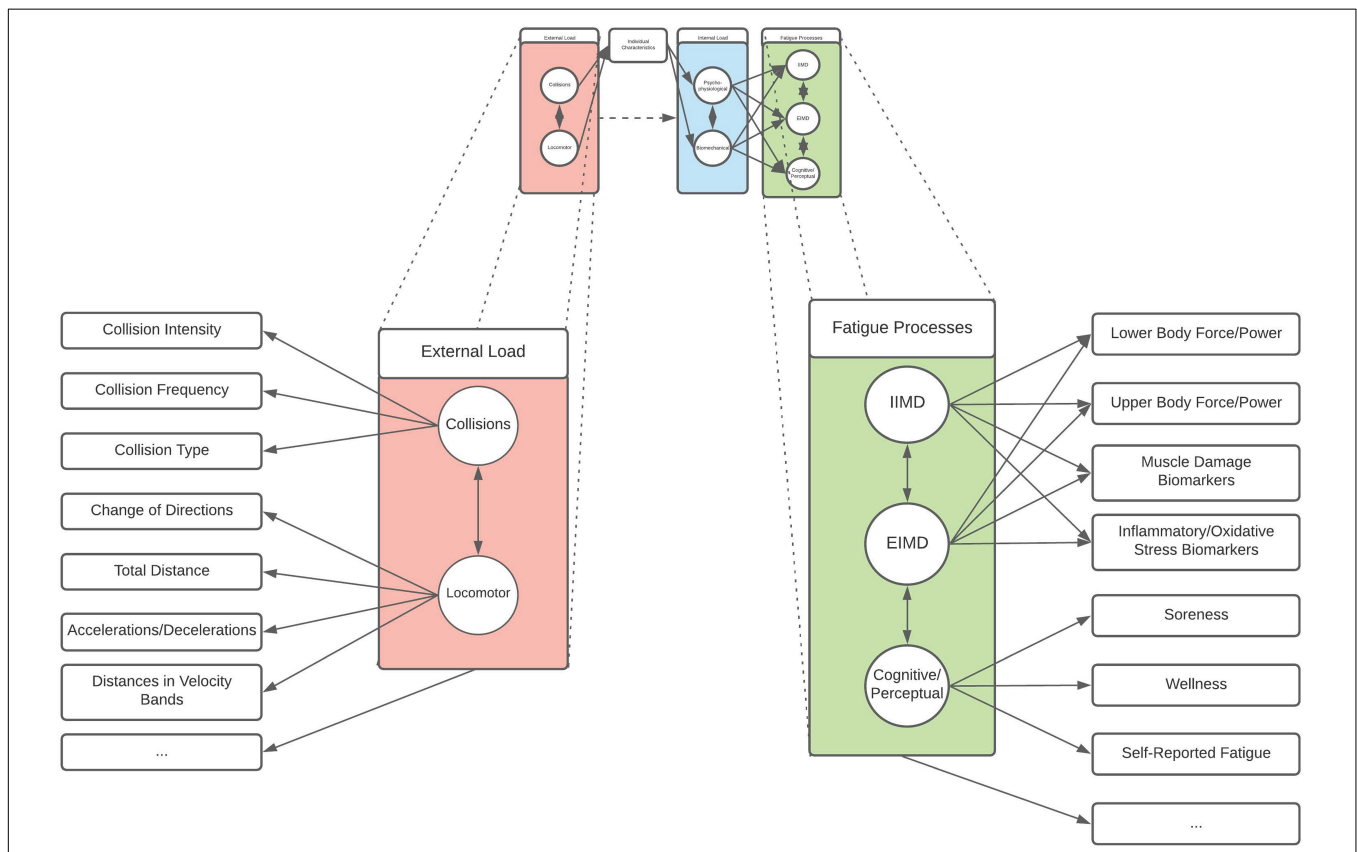 External Load
Individual
Characteristics
Internal Load
Fatigue Processes
Collisions
Locomotor
Psycho-
physiological
Biomechanical
IIMD
EIMD
Cognitive/
Perceptual
External Load
Collisions
Locomotor
Collision Intensity
Collision Frequency
Collision Type
Change of Directions
Total Distance
Accelerations/Decelerations
Distances in Velocity
Bands
...
Fatigue Processes
IIMD
EIMD
Cognitive/
Perceptual
Lower Body Force/Power
Upper Body Force/Power
Muscle Damage
Biomarkers
Inflammatory/Oxidative
Stress Biomarkers
Soreness
Wellness
Self-Reported Fatigue
...